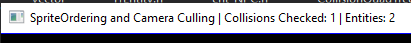 SpriteOrdering and Camera Culling | Collisions Checked: 1 | Entities: 2